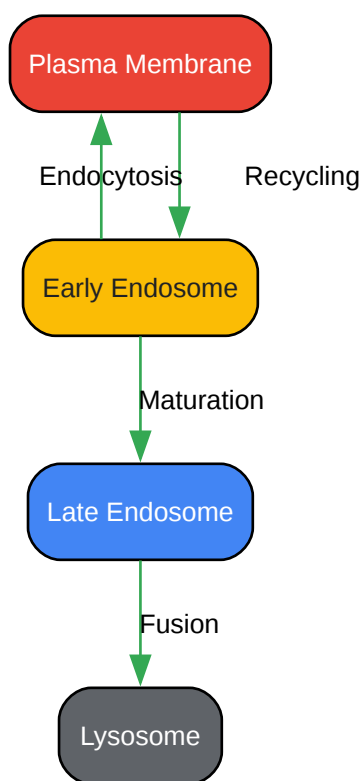 Plasma Membrane
Endocytosis
Recycling
Early Endosome
Maturation
Late Endosome
Fusion
Lysosome